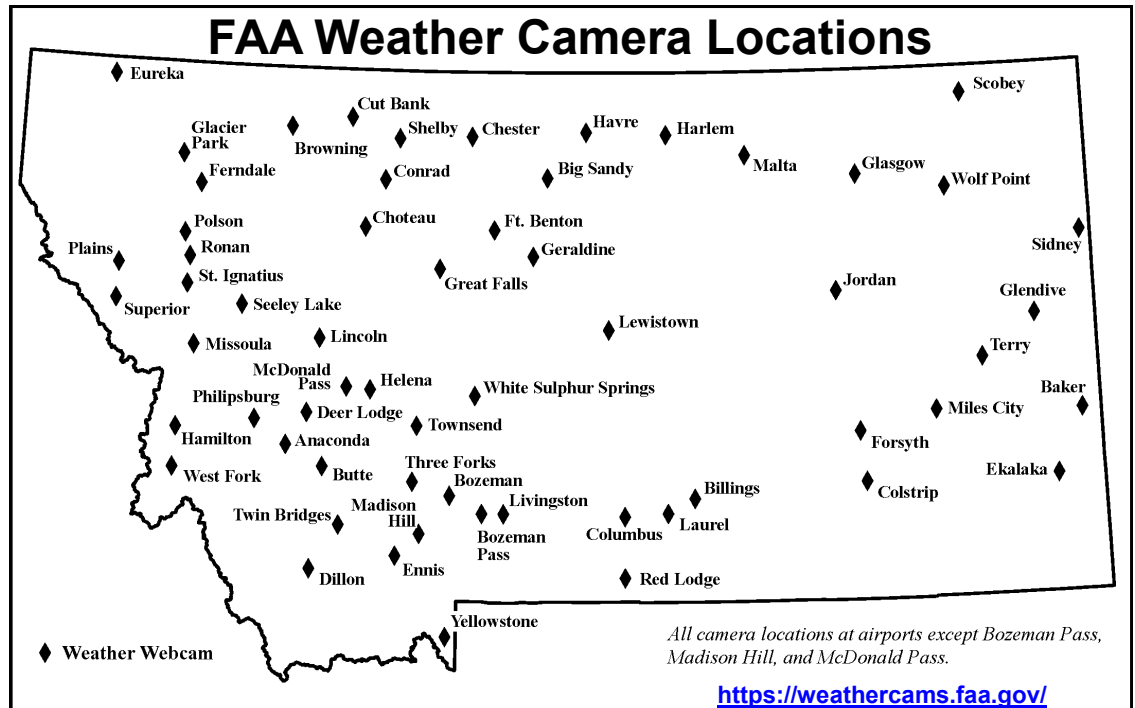 FAA Weather Camera Locations
Eureka
Scobey
Cut Bank
Glacier
Park
Browning
Shelby
Chester
Havre
Harlem
Malta
Ferndale
Conrad
Big Sandy
Glasgow
Wolf Point
Polson
Choteau
Ft. Benton
Sidney
Plains
Ronan
Geraldine
St. Ignatius
Great Falls
Jordan
Glendive
Superior
Seeley Lake
Lewistown
Missoula
Lincoln
Terry
McDonald
Pass
Helena
White Sulphur Springs
Baker
Philipsburg
Deer Lodge
Miles City
Hamilton
Anaconda
Townsend
Forsyth
West Fork
Butte
Three Forks
Bozeman
Ekalaka
Colstrip
Madison
Hill
Livingston
Billings
Twin Bridges
Bozeman
Pass
Columbus
Laurel
Dillon
Ennis
Red Lodge
Yellowstone
Weather Webcam
All camera locations at airports except Bozeman Pass,
Madison Hill, and McDonald Pass.
https://weathercams.faa.gov/